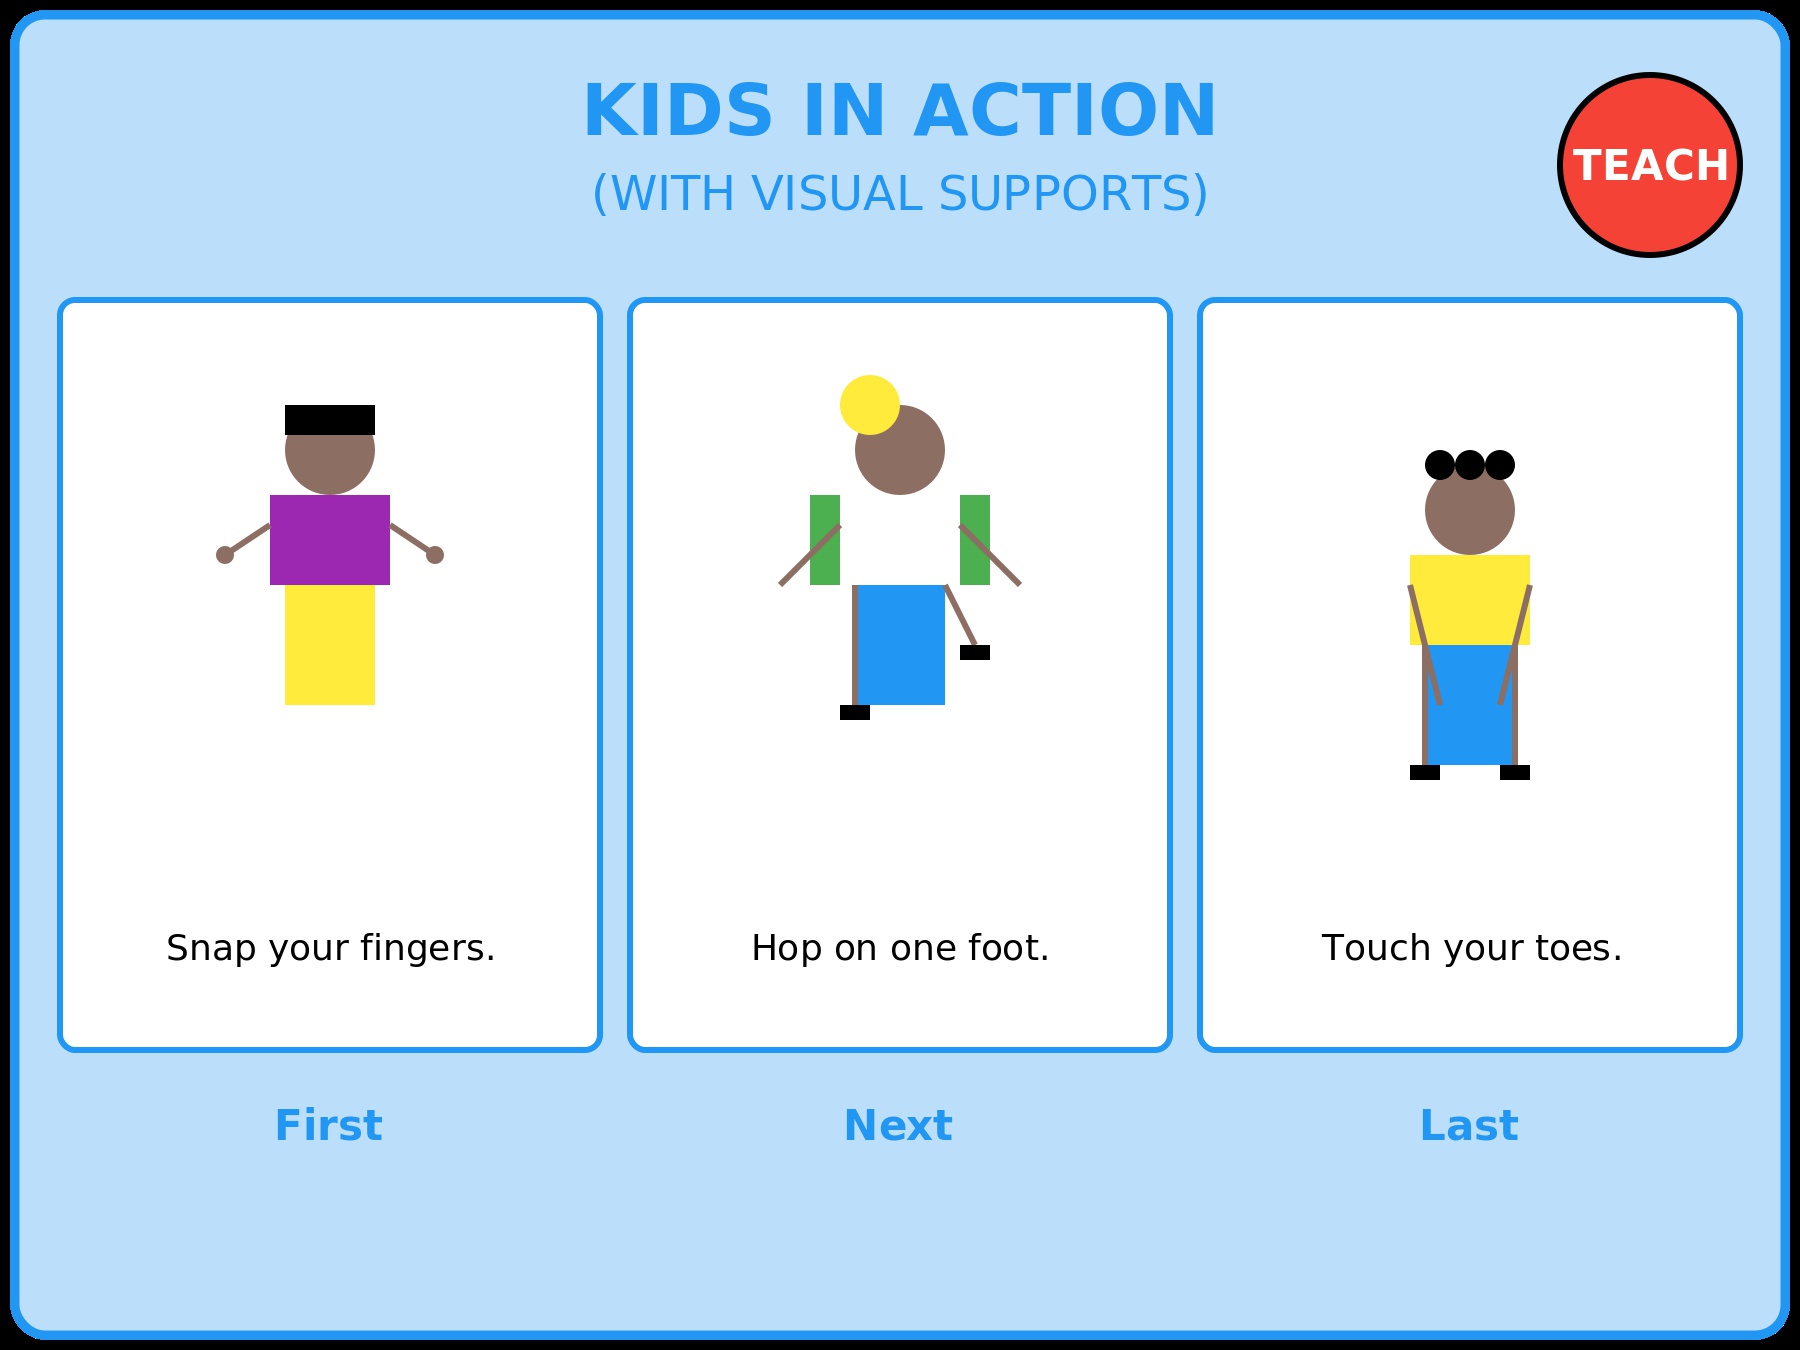 KIDS IN ACTION
(WITH VISUAL SUPPORTS)
TEACH
Snap your fingers.
Hop on one foot.
Touch your toes.
First
Next
Last